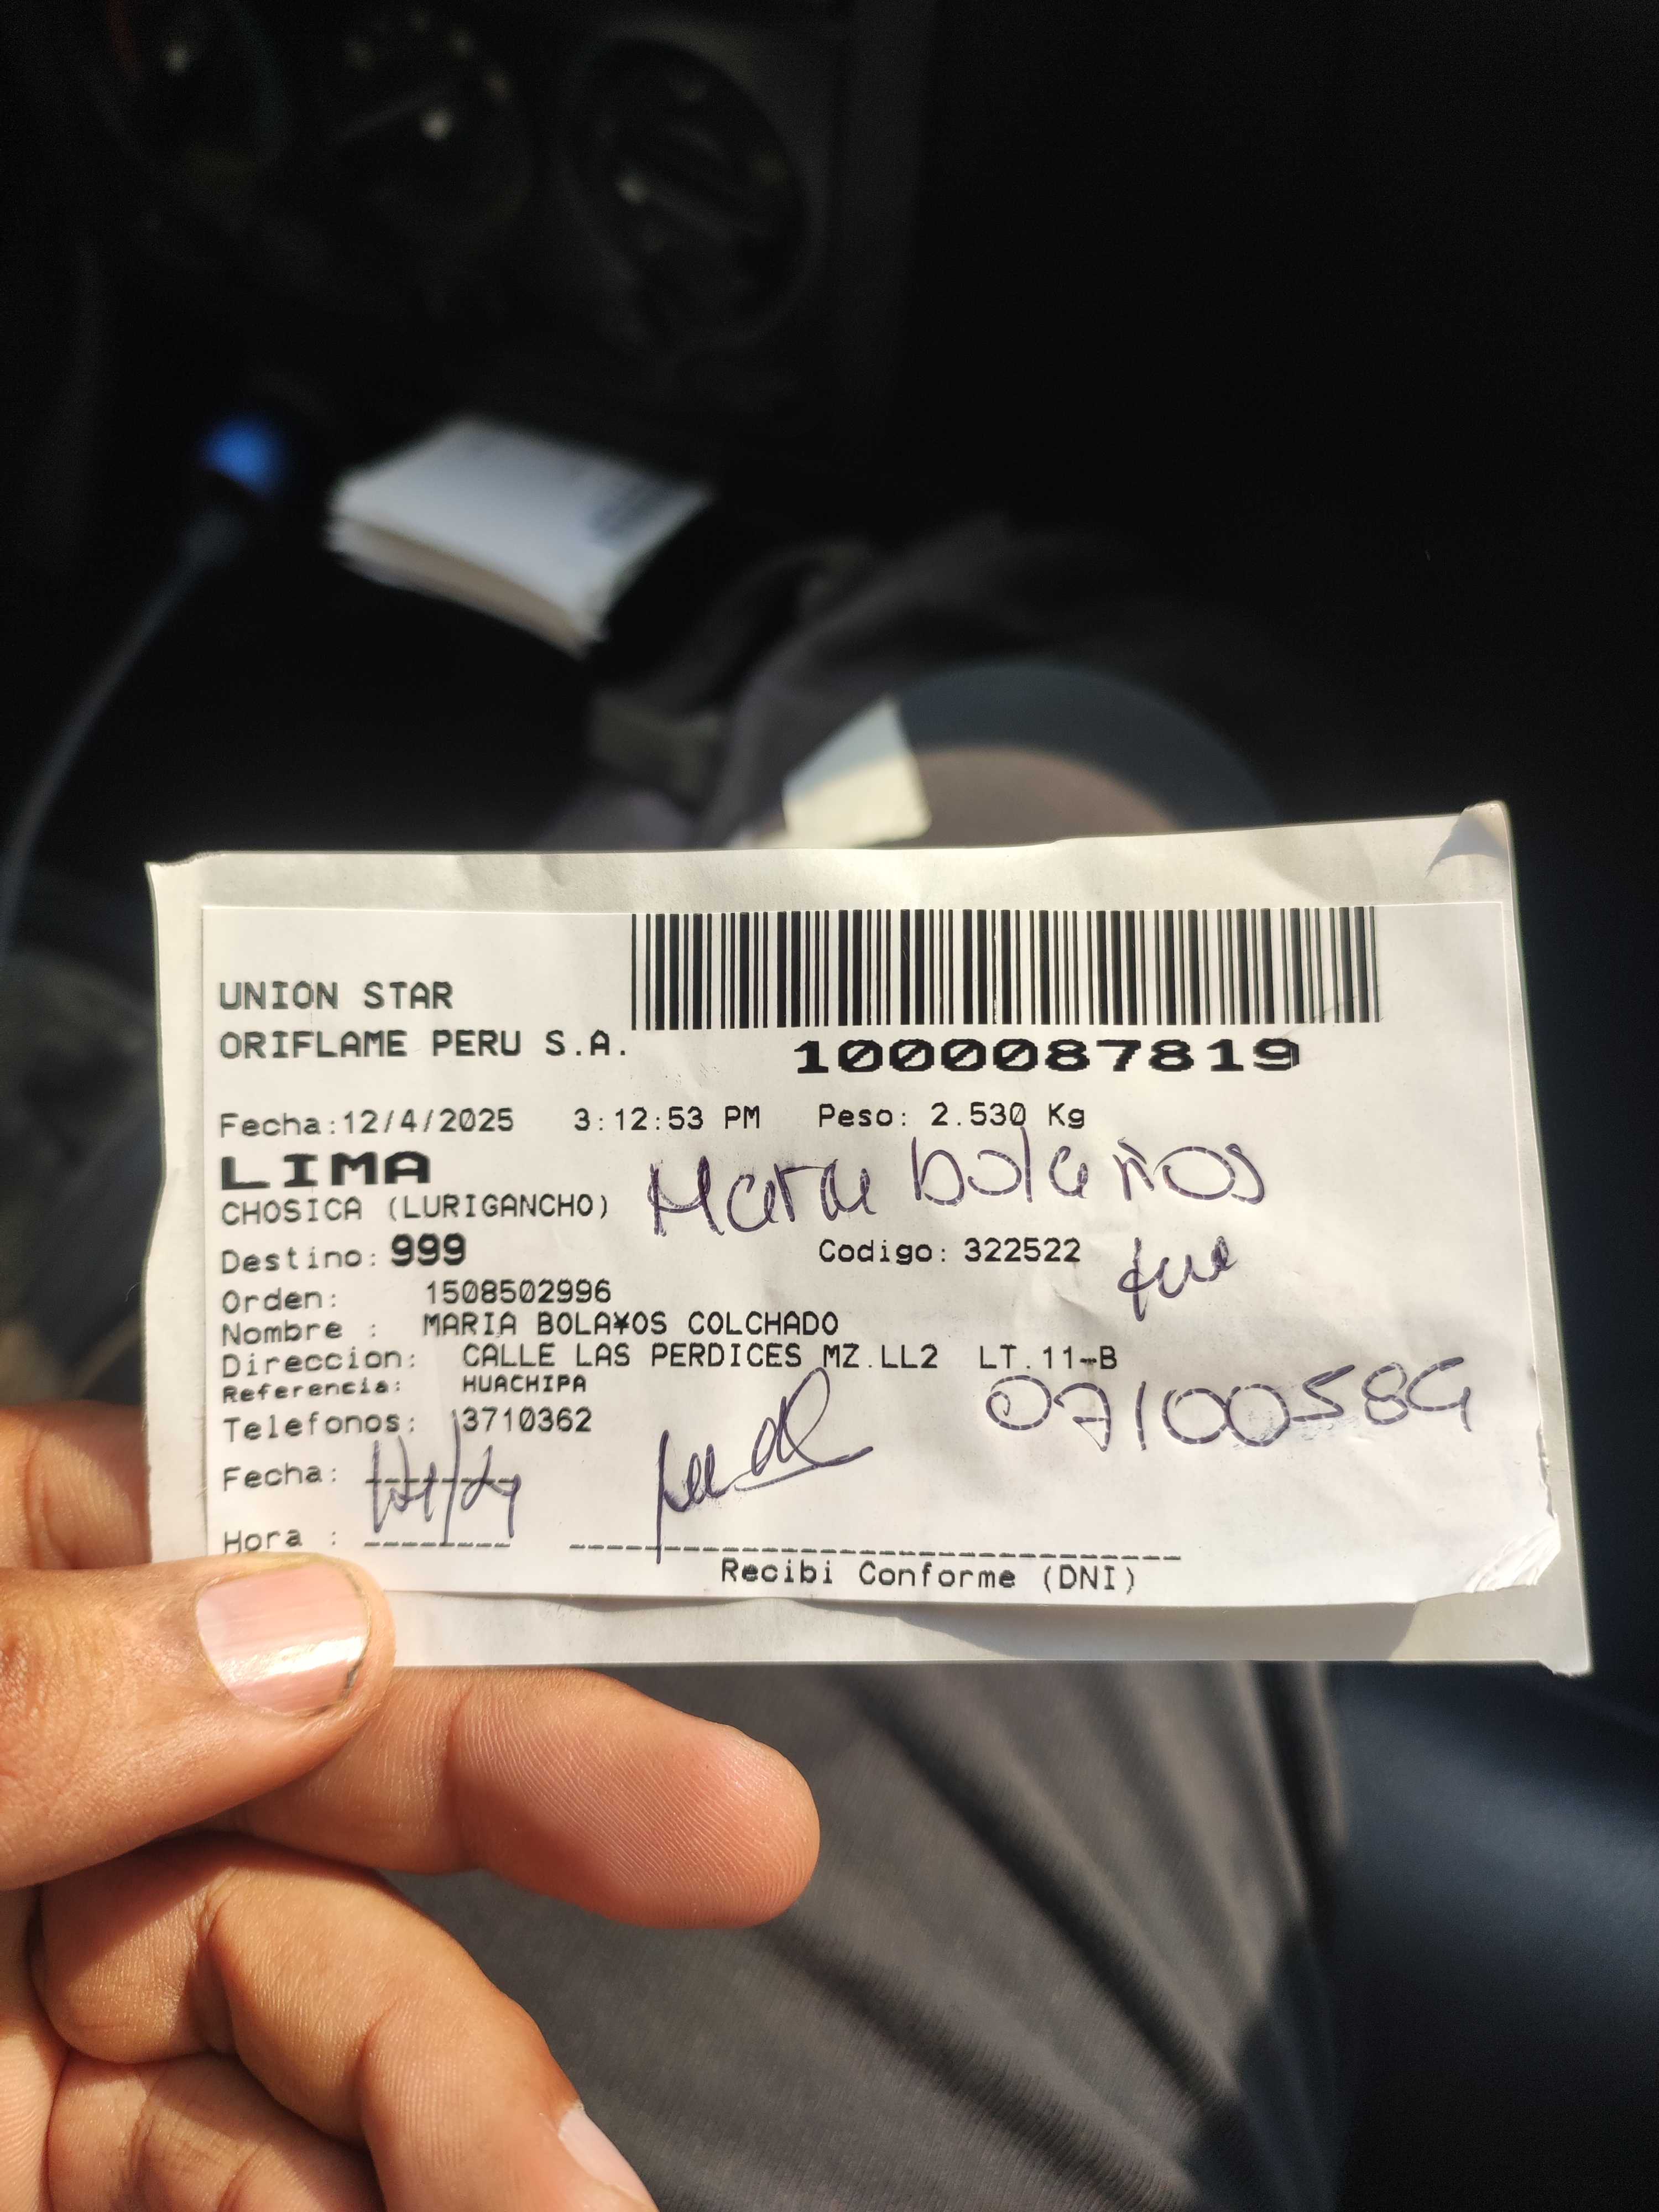 UNION STAR
ORIFLAME PERU S.A.
1000087819
Fecha:12/4/2025 3:12:53 PM Peso: 2.530 Kg
LIMA
Maria bolaños
CHOSICA (LURIGANCHO)
Destino: 999 Codigo: 322522
Orden: 1508502996
Nombre : MARIA BOLA¥OS COLCHADO
Direccion: CALLE LAS PERDICES MZ.LL2 LT.11-B
Referencia: HUACHIPA
Telefonos: 3710362
Fecha:
Hora :
Recibi Conforme (DNI)